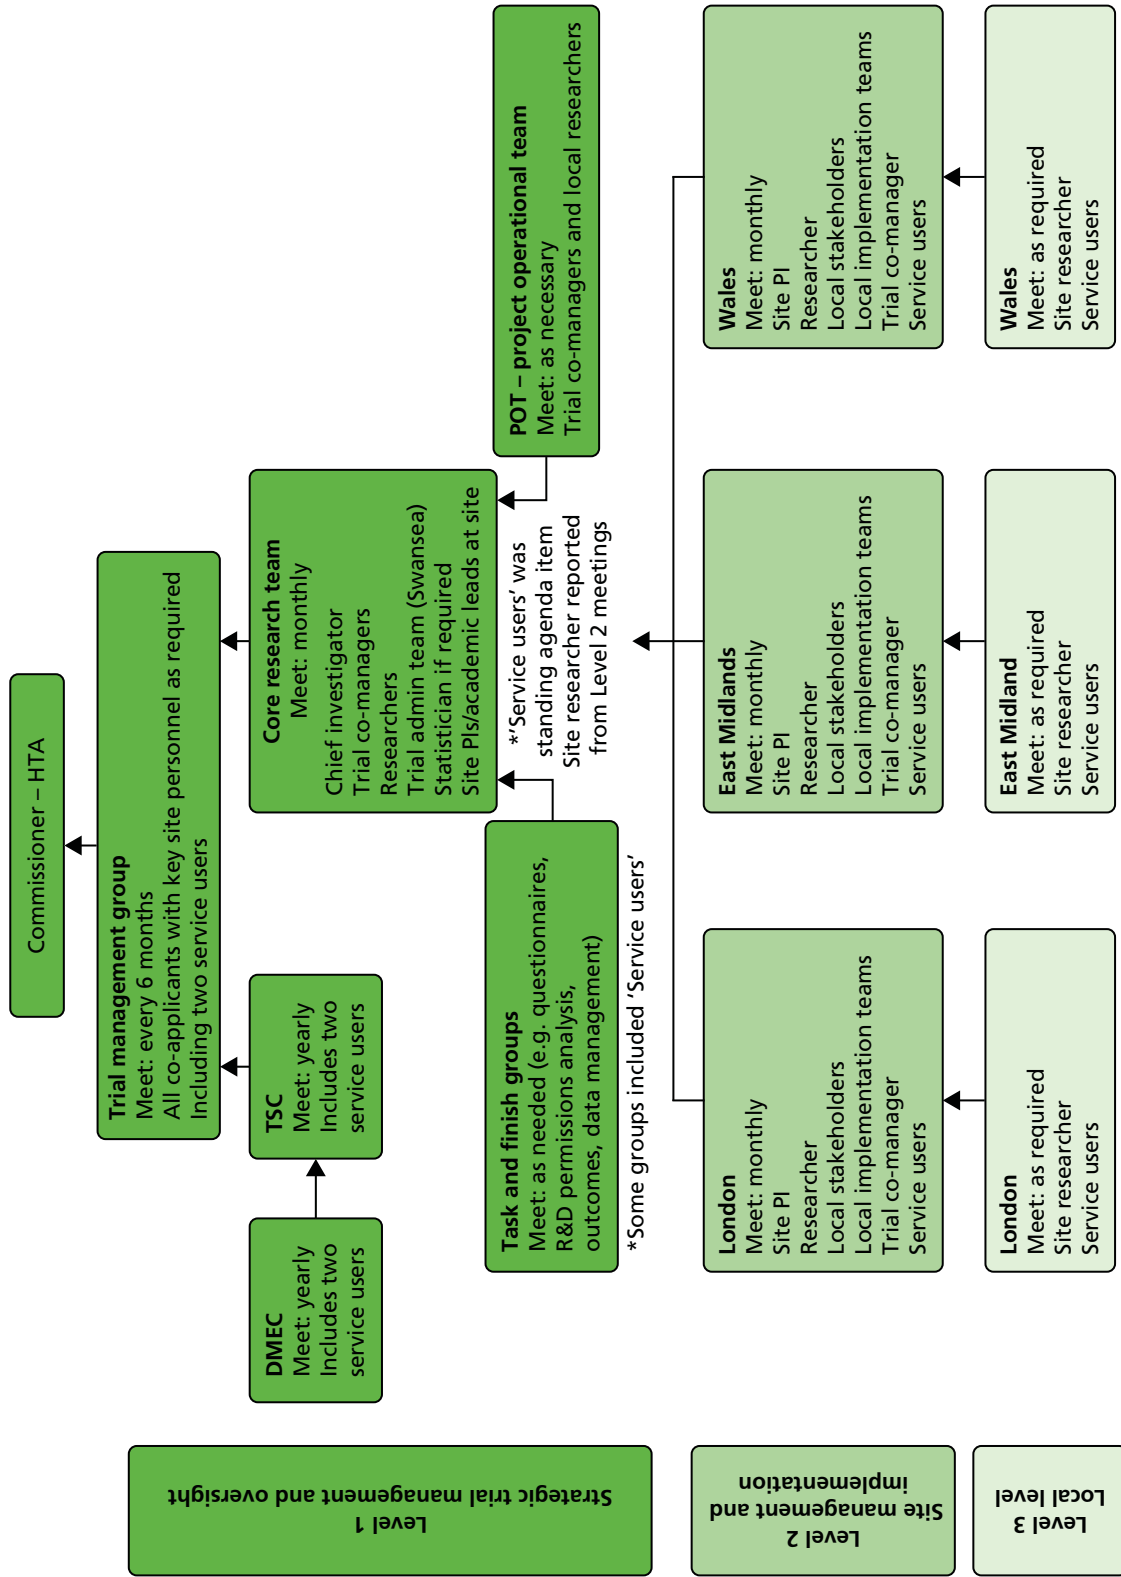 Commissioner – HTA
Trial management group
Meet: every 6 months
All co-applicants with key site personnel as required
Including two service users
DMEC
Meet: yearly
Includes two
service users
TSC
Meet: yearly
Includes two
service users
Core research team
Meet: monthly
Chief investigator
Trial co-managers
Researchers
Trial admin team (Swansea)
Statistician if required
Site PIs/academic leads at site
Task and finish groups
Meet: as needed (e.g. questionnaires,
R&D permissions analysis,
outcomes, data management)
*Some groups included ‘Service users’
*‘Service users’ was
standing agenda item
Site researcher reported
from Level 2 meetings
POT – project operational team
Meet: as necessary
Trial co-managers and local researchers
London
Meet: monthly
Site PI
Researcher
Local stakeholders
Local implementation teams
Trial co-manager
Service users
East Midlands
Meet: monthly
Site PI
Researcher
Local stakeholders
Local implementation teams
Trial co-manager
Service users
Wales
Meet: monthly
Site PI
Researcher
Local stakeholders
Local implementation teams
Trial co-manager
Service users
London
Meet: as required
Site researcher
Service users
East Midland
Meet: as required
Site researcher
Service users
Wales
Meet: as required
Site researcher
Service users
Level 1
Strategic trial management and oversight
Level 2
Site management and
implementation
Level 3
Local level